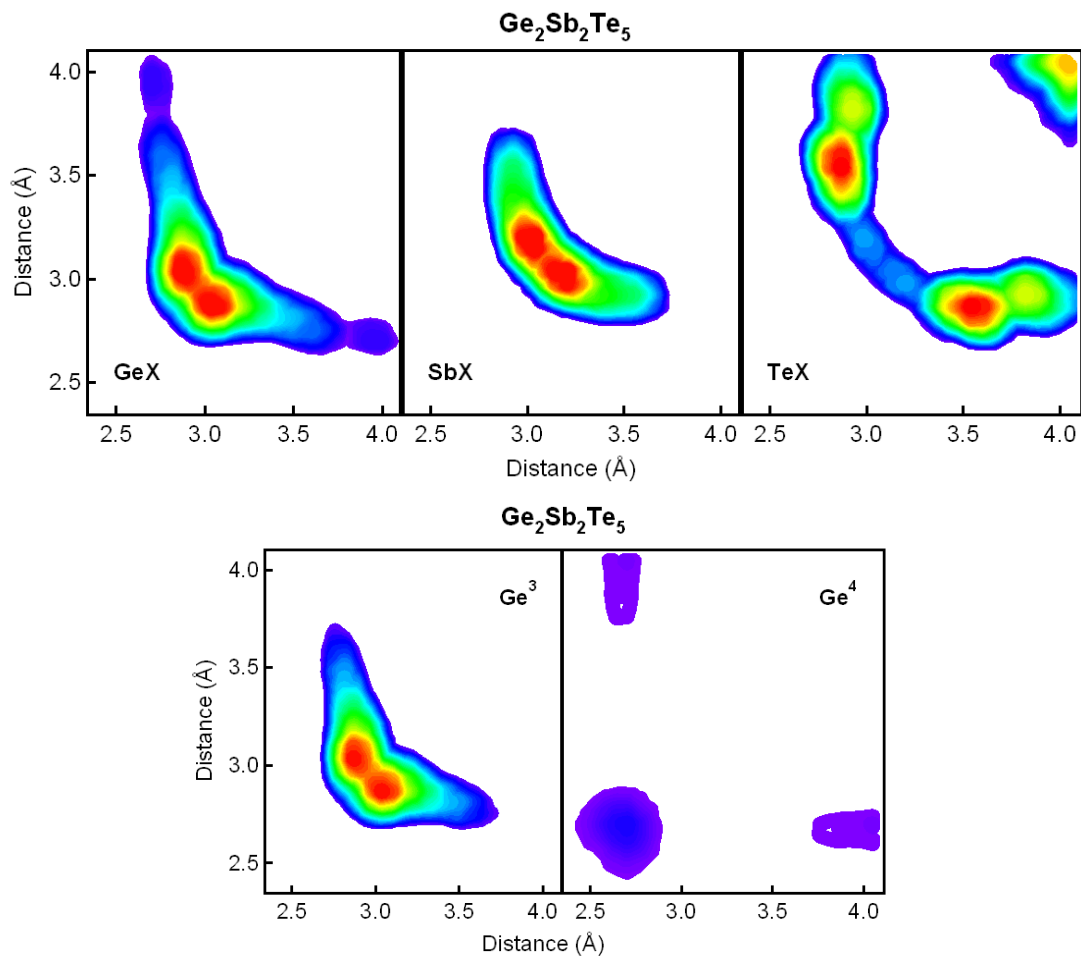 Ge₂Sb₂Te₅
4.0
3.5
3.0
2.5
Distance (Å)
GeX
SbX
TeX
2.5 3.0 3.5 4.0 2.5 3.0 3.5 4.0 2.5 3.0 3.5 4.0
Distance (Å)
Ge₂Sb₂Te₅
4.0
3.5
3.0
2.5
Distance (Å)
Ge³
Ge⁴
2.5 3.0 3.5 4.0 2.5 3.0 3.5 4.0
Distance (Å)